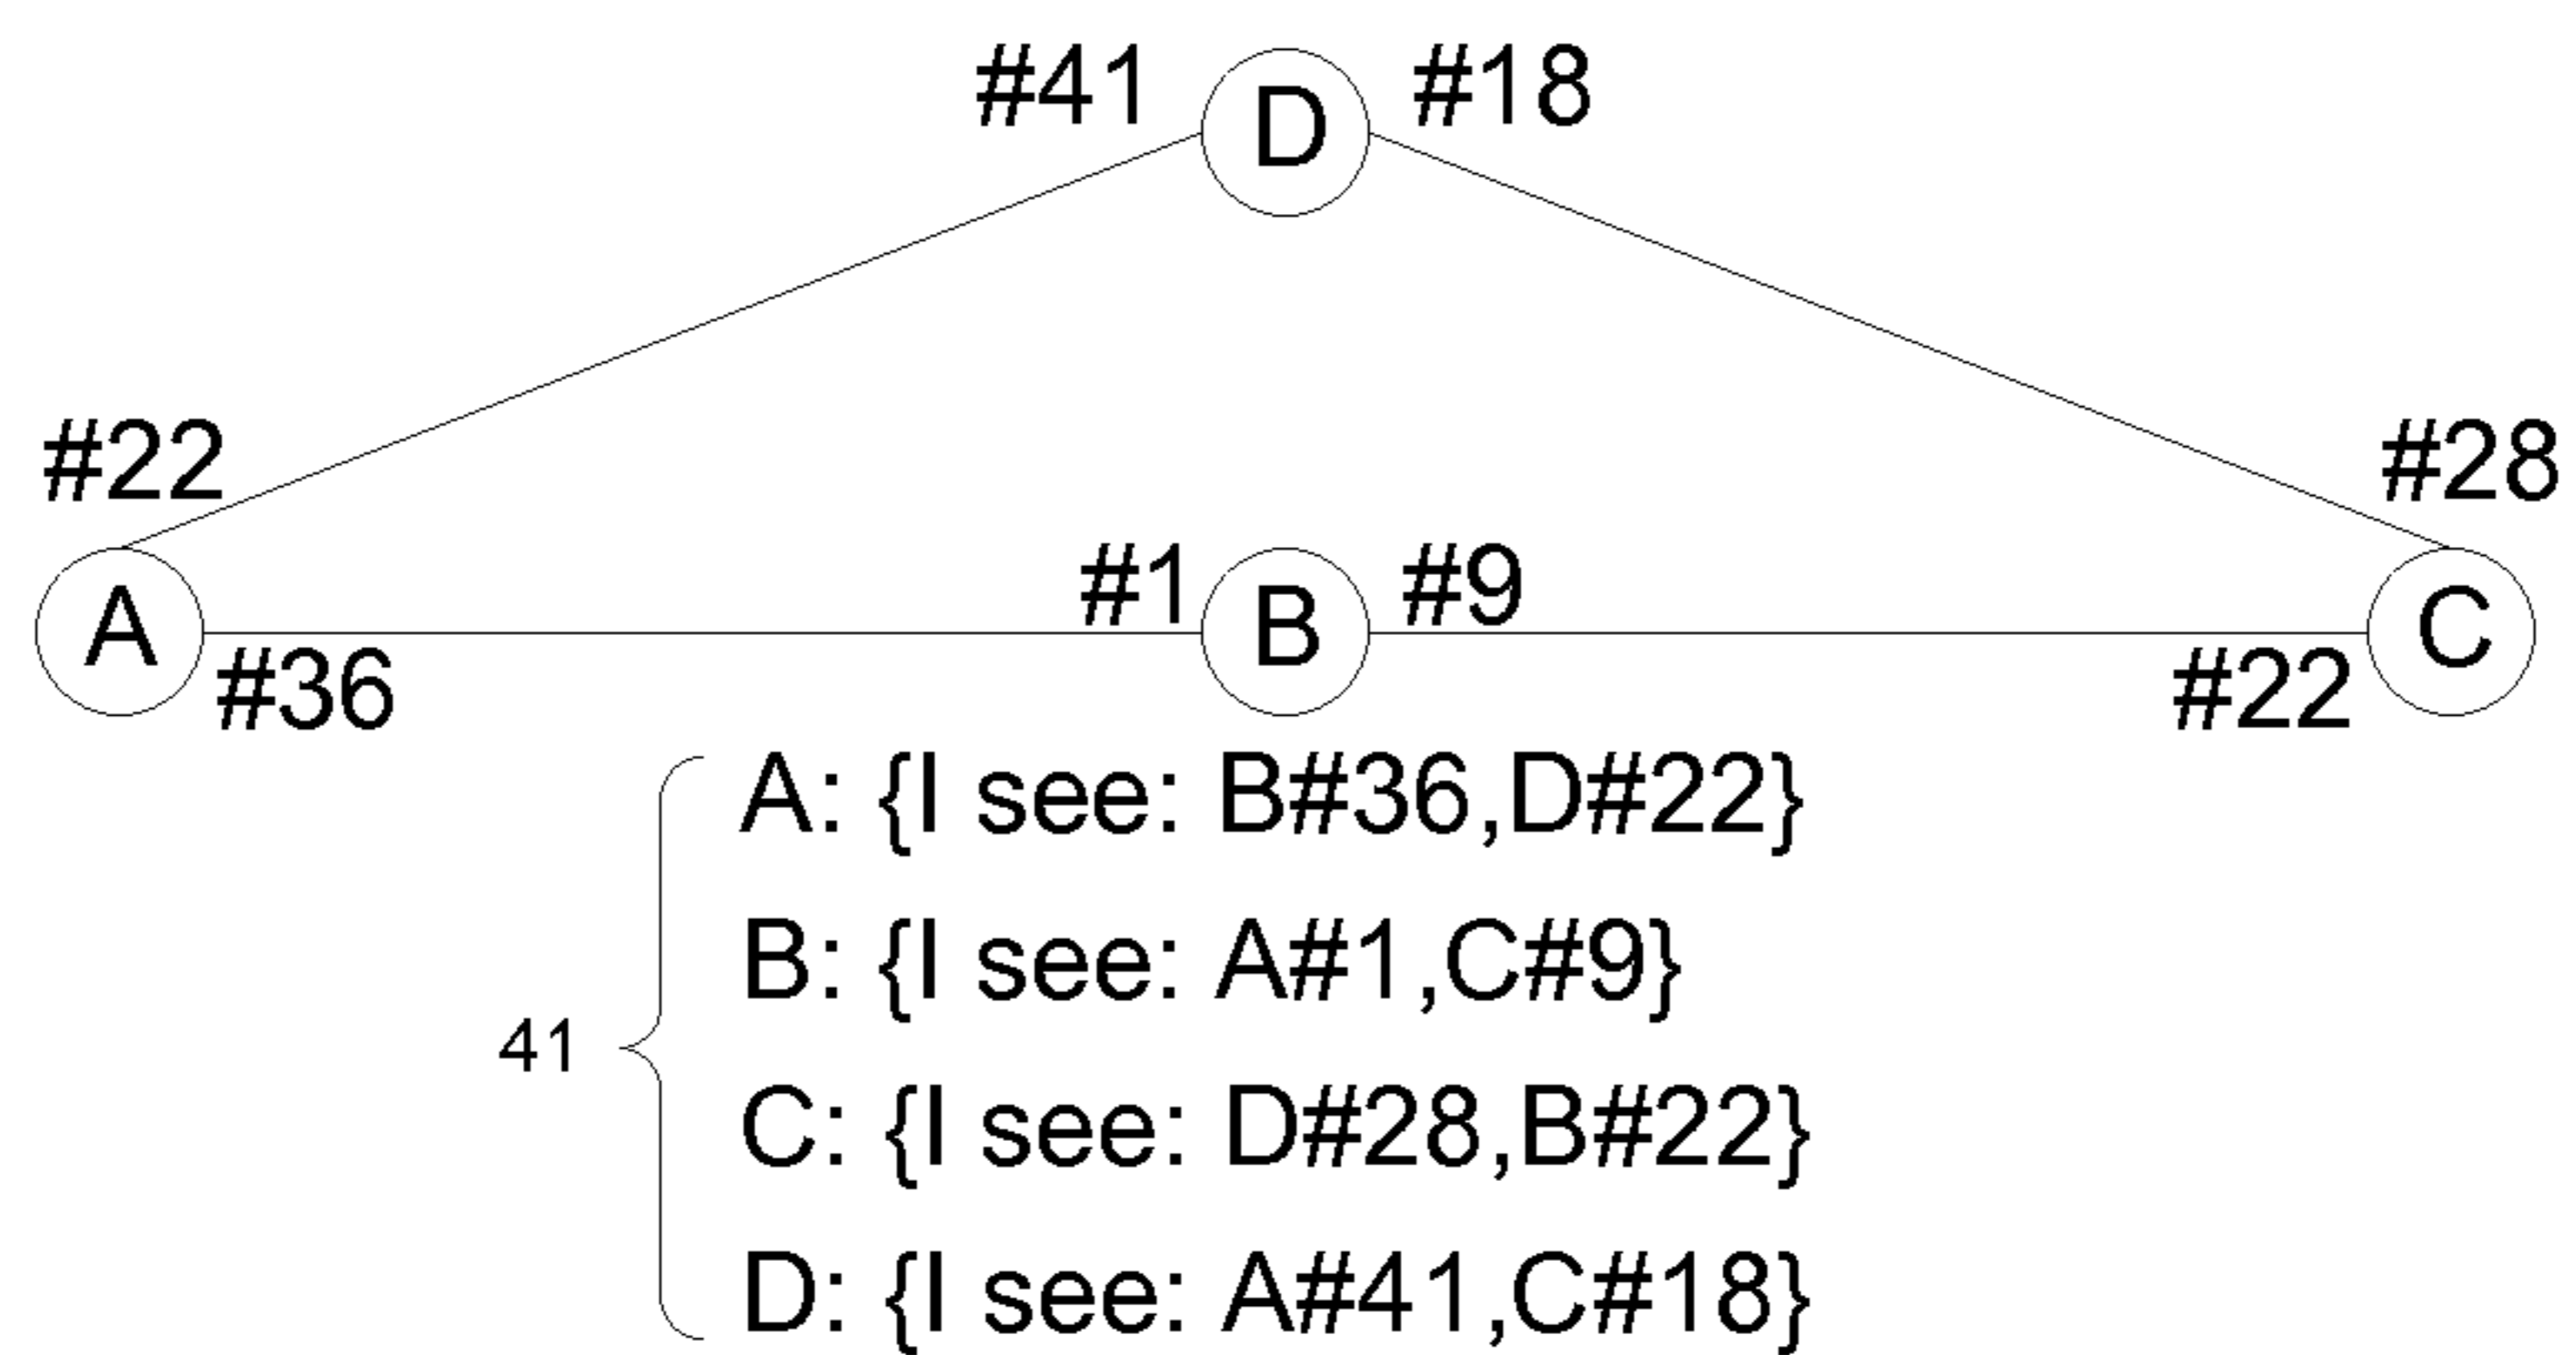 #41 D #18
#22 #28
A #1 B #9 C
#36 #22
A: {I see: B#36,D#22}
B: {I see: A#1,C#9}
41
C: {I see: D#28,B#22}
D: {I see: A#41,C#18}